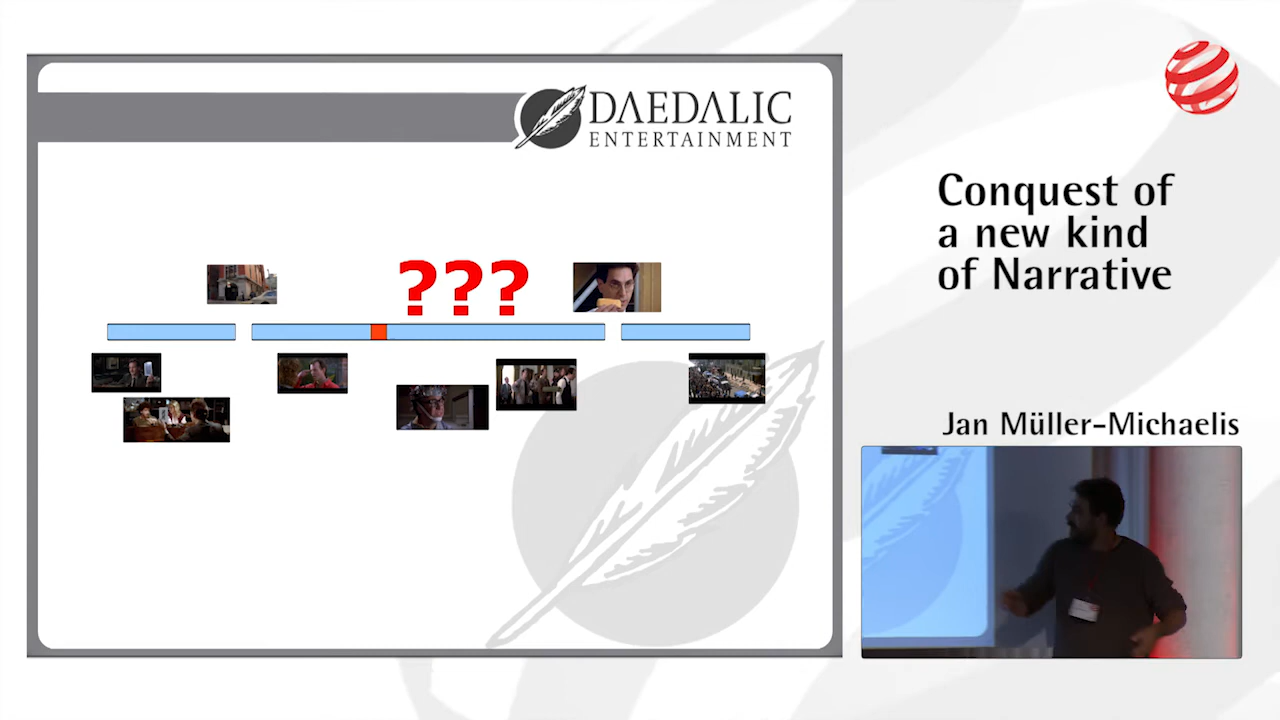 DAEDALIC
ENTERTAINMENT
???
Conquest of
a new kind
of Narrative
Jan Müller-Michaelis